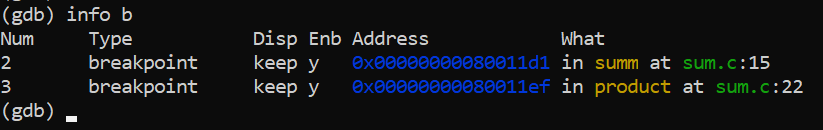 (gdb) info b
Num     Type           Disp Enb Address            What
2       breakpoint     keep y   0x00000000080011d1 in summ at sum.c:15
3       breakpoint     keep y   0x00000000080011ef in product at sum.c:22
(gdb)